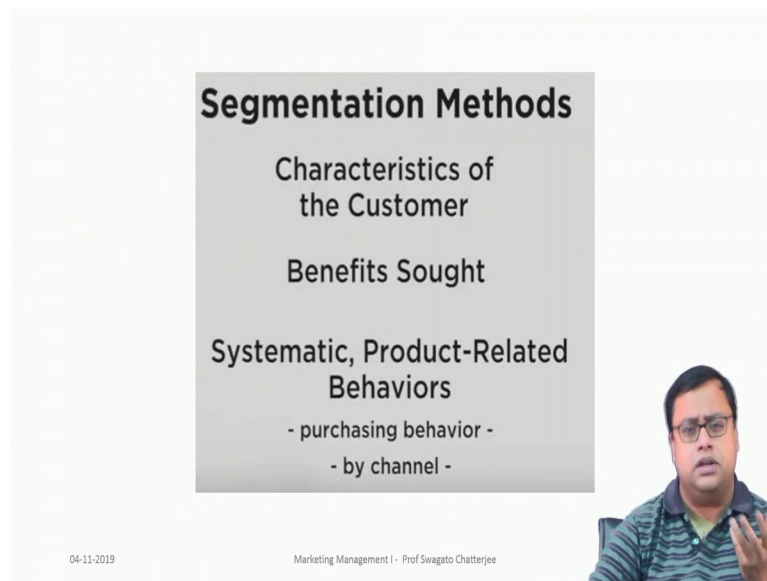 Segmentation Methods
Characteristics of
the Customer
Benefits Sought
Systematic, Product-Related
Behaviors
- purchasing behavior -
- by channel -
04-11-2019
Marketing Management I - Prof Swagato Chatterjee